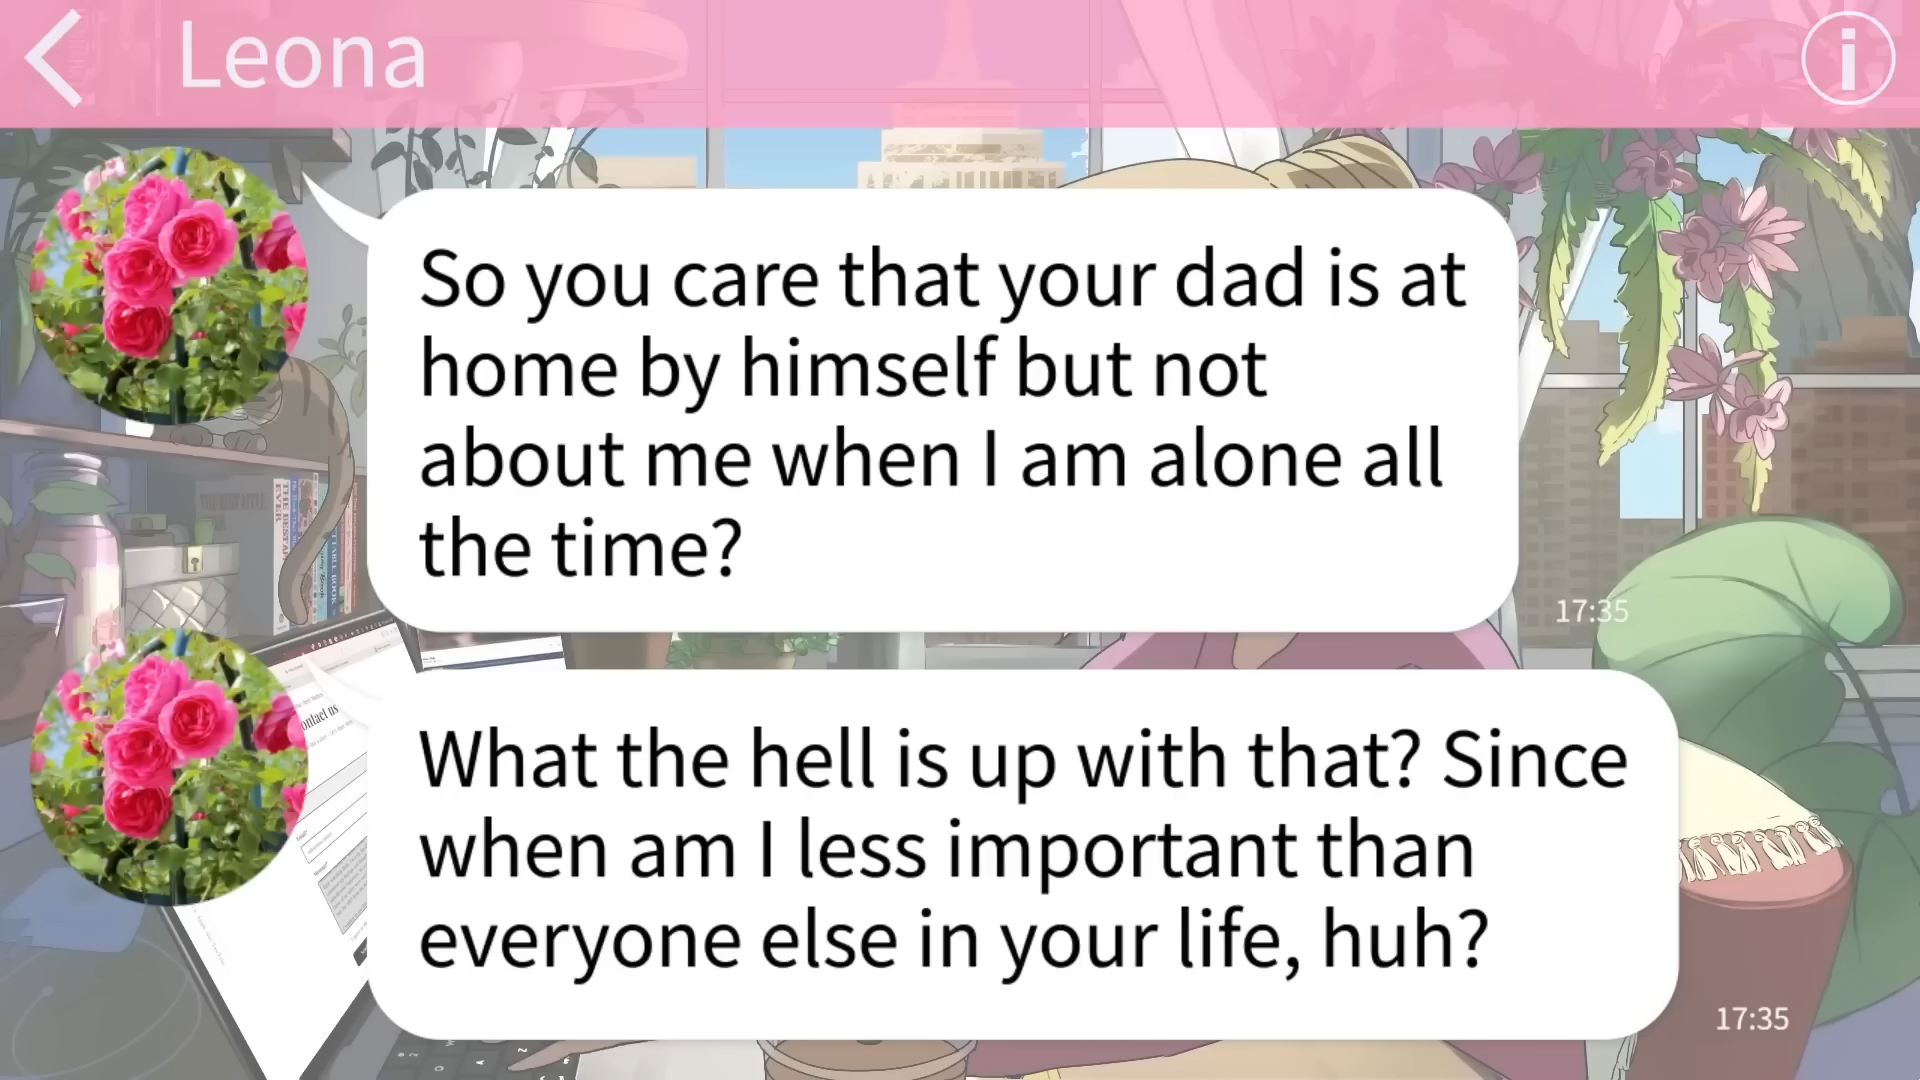 Leona
So you care that your dad is at
home by himself but not
about me when I am alone all
the time?
17:35
What the hell is up with that? Since
when am I less important than
everyone else in your life, huh?
17:35